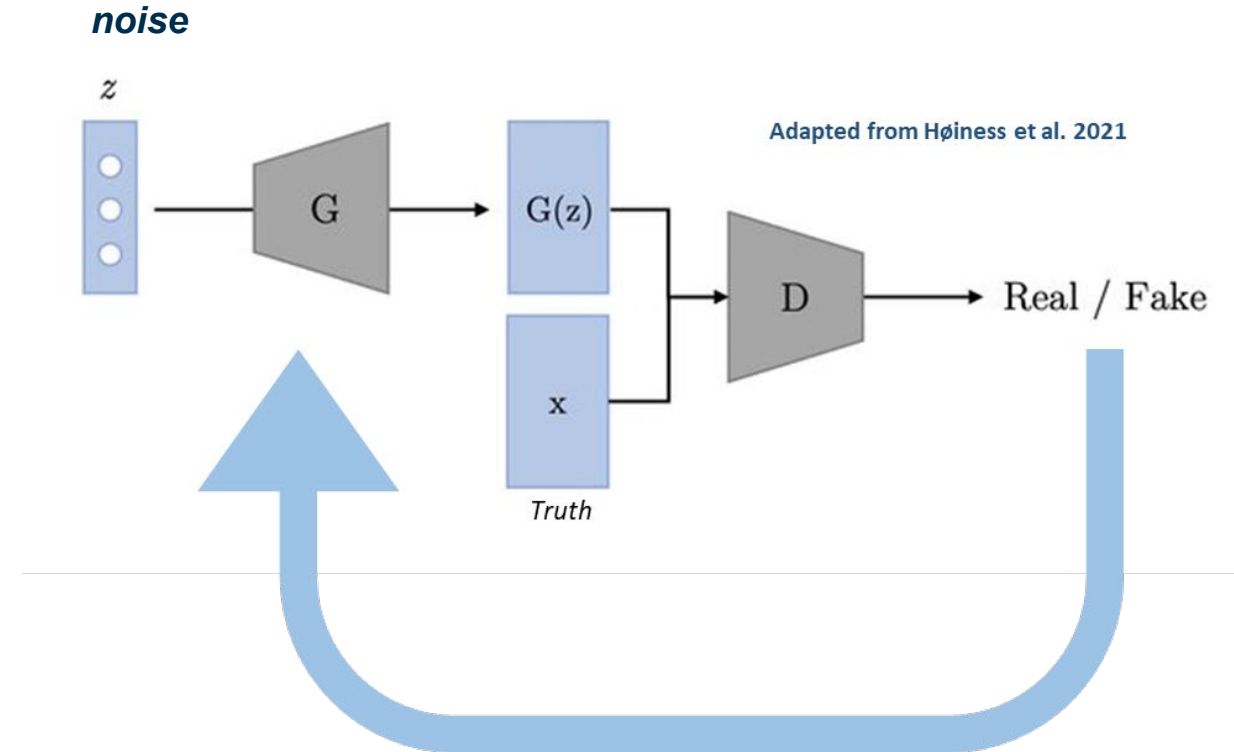 noise
z
Adapted from Høiness et al. 2021
G
G(z)
D
Real / Fake
x
Truth